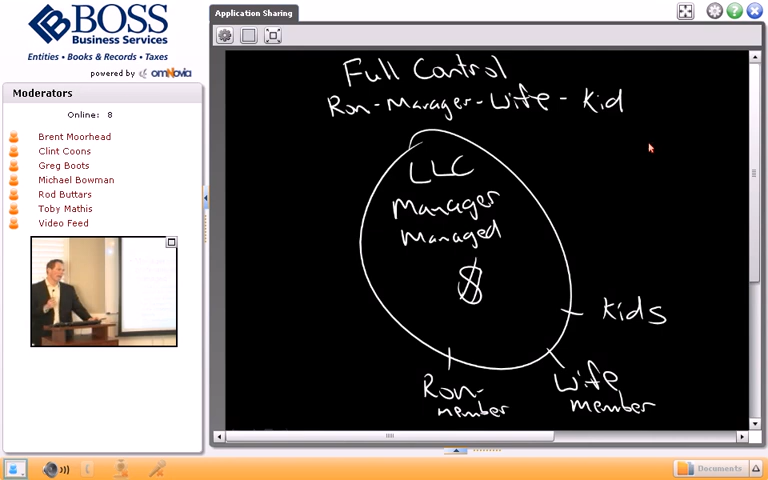 BOSS
Business Services
Entities • Books & Records • Taxes
powered by omNovia
Moderators
Online: 8
Brent Moorhead
Clint Coons
Greg Boots
Michael Bowman
Rod Buttars
Toby Mathis
Video Feed
Application Sharing
Full Control
Ron-Manager-Wife-Kid
LLC
Manager
Managed
$
Kids
Wife
member
Ron-
member
Documents